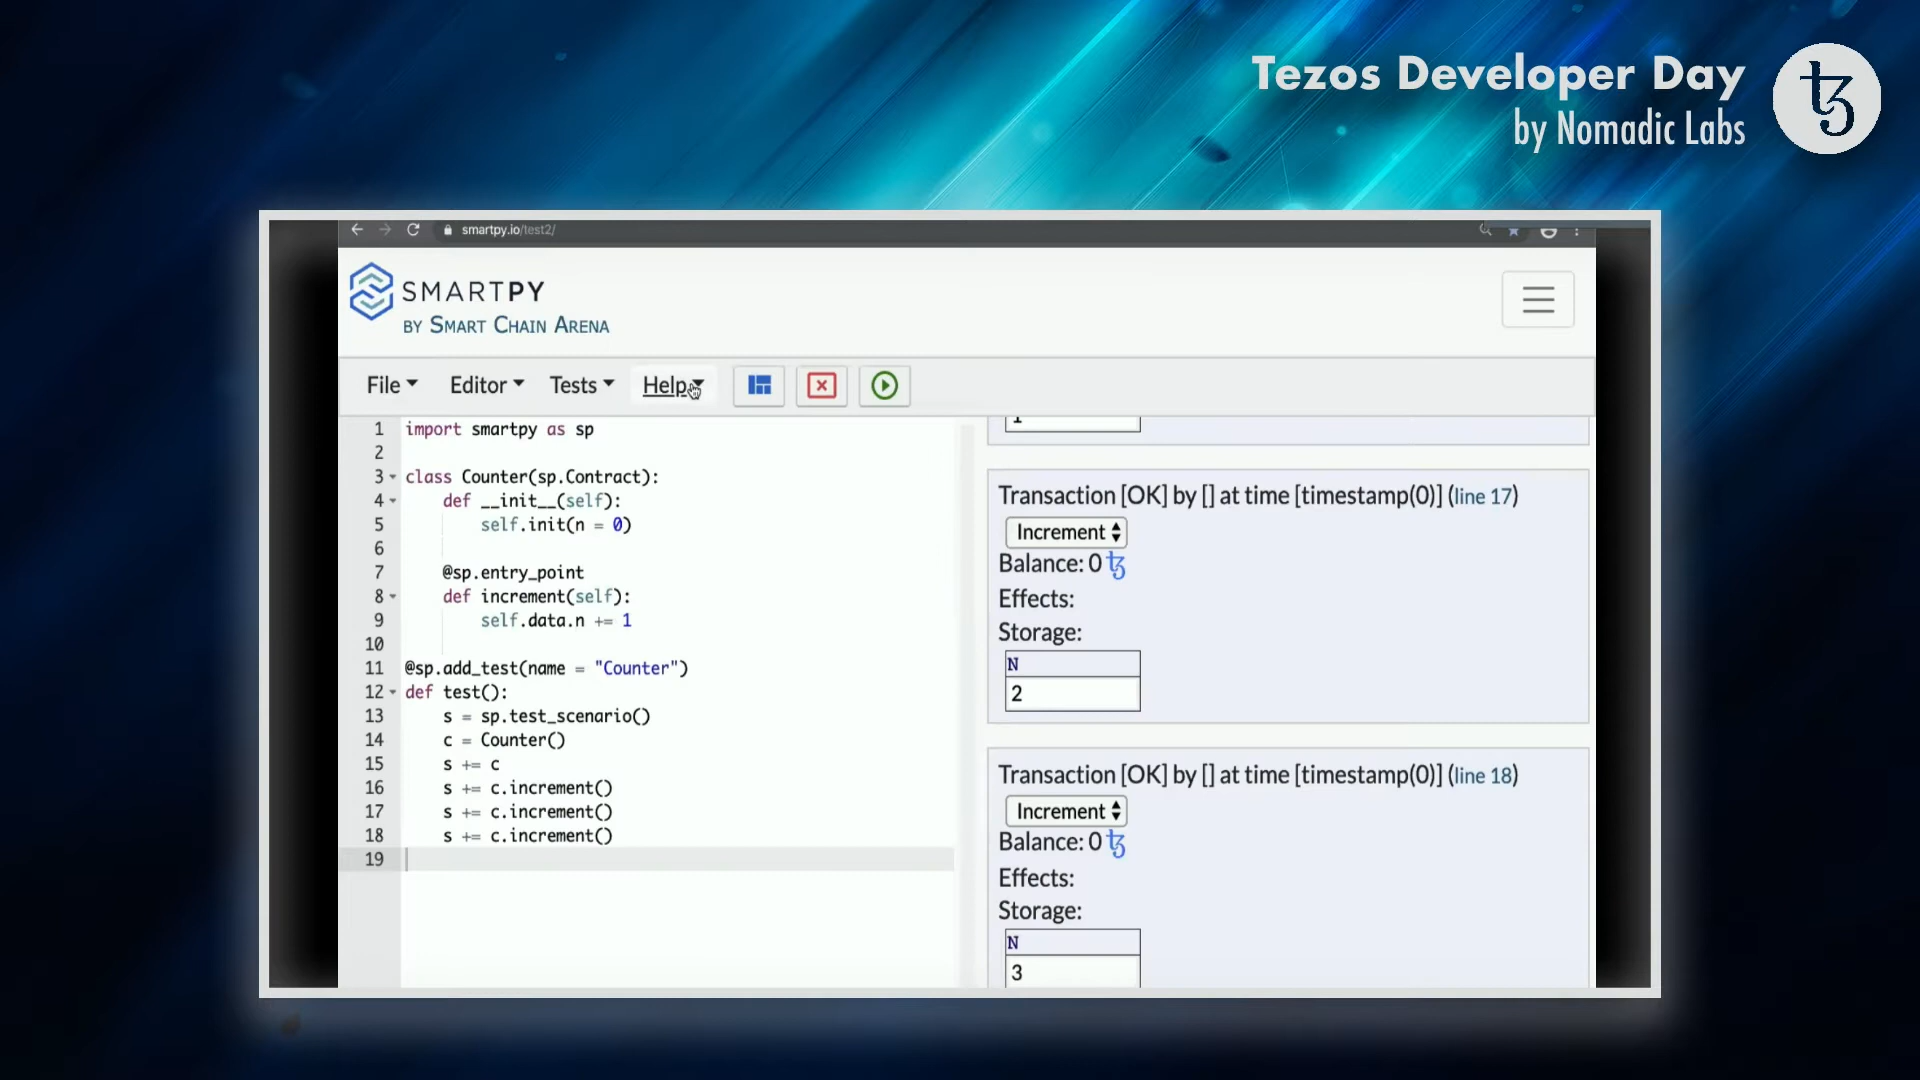 Tezos Developer Day
by Nomadic Labs
smartpy.io/test2/
SMARTPY
BY SMART CHAIN ARENA
File Editor Tests Help
1 import smartpy as sp
2
3 class Counter(sp.Contract):
4 def __init__(self):
5 self.init(n = 0)
6
7 @sp.entry_point
8 def increment(self):
9 self.data.n += 1
10
11 @sp.add_test(name = "Counter")
12 def test():
13 s = sp.test_scenario()
14 c = Counter()
15 s += c
16 s += c.increment()
17 s += c.increment()
18 s += c.increment()
19
Transaction [OK] by [] at time [timestamp(0)] (line 17)
Increment
Balance: 0 ꜩ
Effects:
Storage:
N
2
Transaction [OK] by [] at time [timestamp(0)] (line 18)
Increment
Balance: 0 ꜩ
Effects:
Storage:
N
3